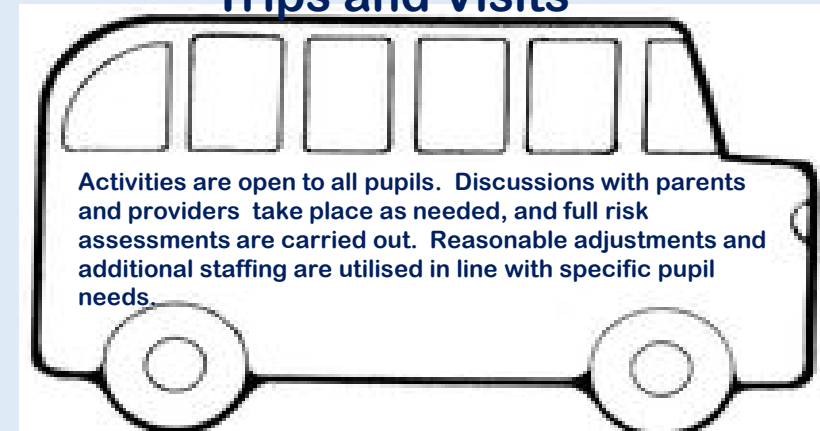 Trips and Visits
Activities are open to all pupils.  Discussions with parents
and providers  take place as needed, and full risk
assessments are carried out.  Reasonable adjustments and
additional staffing are utilised in line with specific pupil
needs.